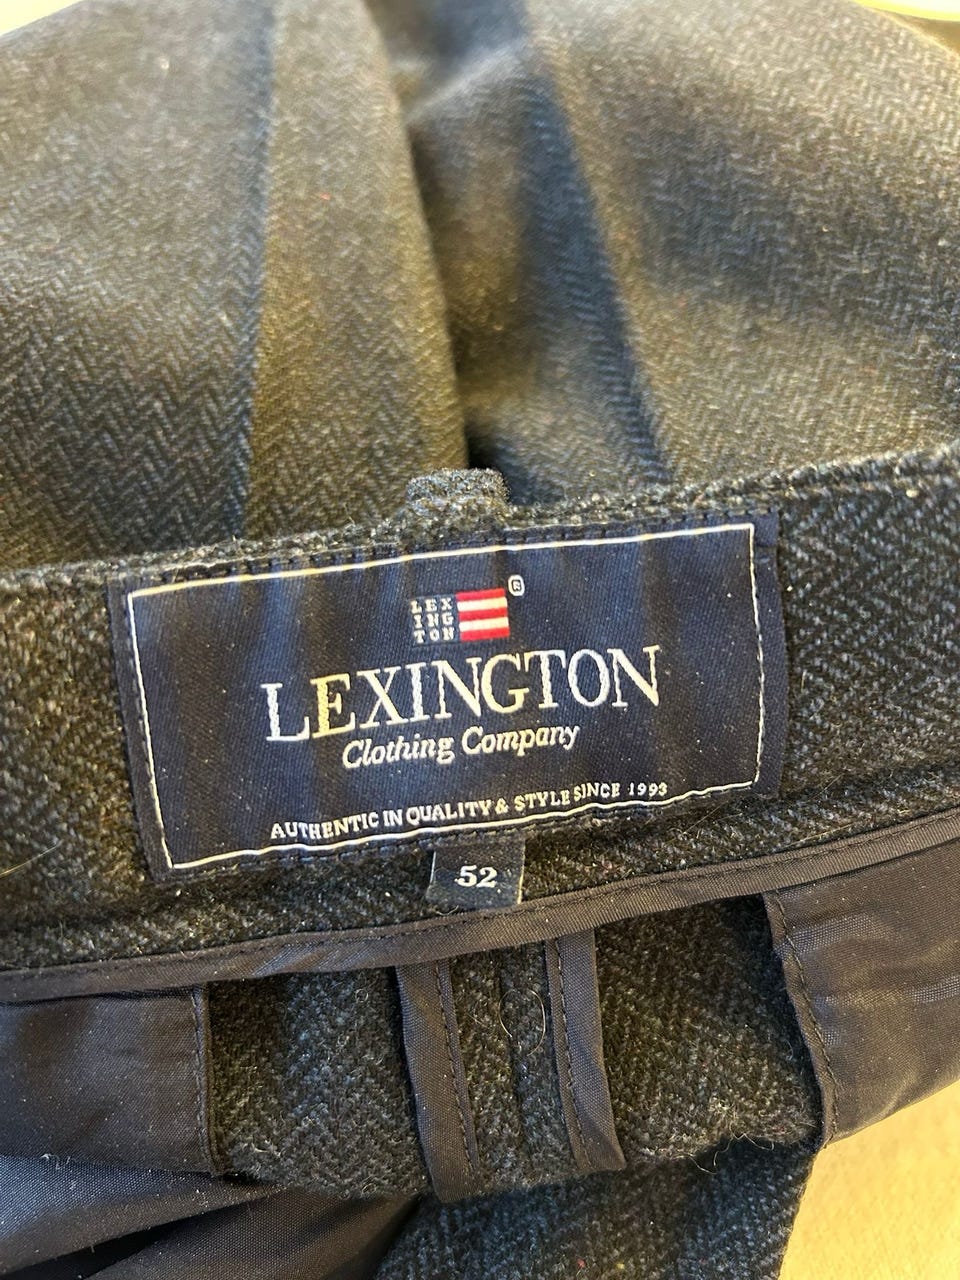 LEX
ING
TON
®
LEXINGTON
Clothing Company
AUTHENTIC IN QUALITY & STYLE SINCE 1993
52